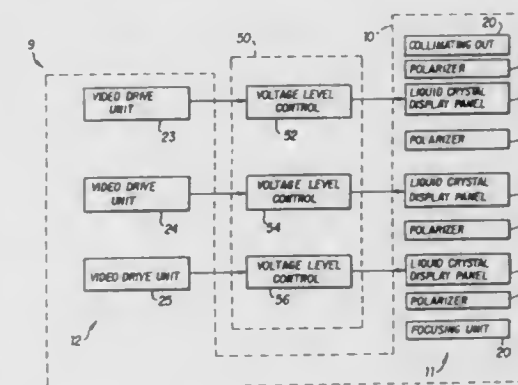 20
50
10
9
COLLIMATING OUT
POLARIZER
VIDEO DRIVE
UNIT
23
VOLTAGE LEVEL
CONTROL
52
LIQUID CRYSTAL
DISPLAY PANEL
POLARIZER
VIDEO DRIVE
UNIT
24
VOLTAGE LEVEL
CONTROL
54
LIQUID CRYSTAL
DISPLAY PANEL
POLARIZER
VIDEO DRIVE UNIT
25
VOLTAGE LEVEL
CONTROL
56
LIQUID CRYSTAL
DISPLAY PANEL
POLARIZER
FOCUSING UNIT
20
12
11